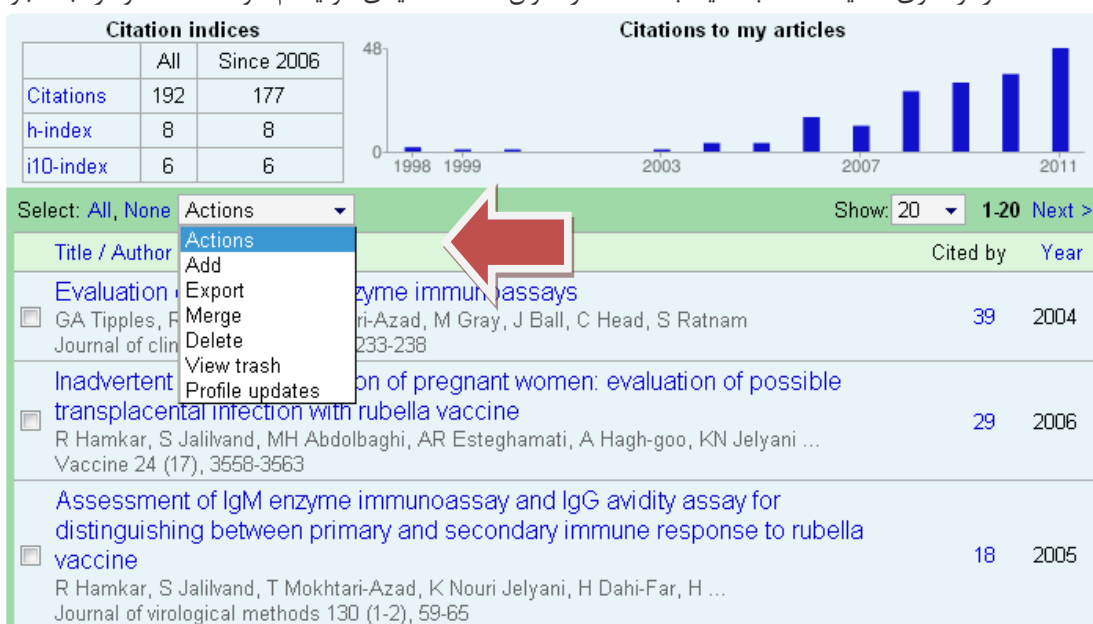 Citation indices
All Since 2006
Citations 192 177
h-index 8 8
i10-index 6 6
Citations to my articles
48
0
1998 1999 2003 2007 2011
Select: All, None Actions Show: 20 1-20 Next >
Actions
Add
Export
Merge
Delete
View trash
Profile updates
Title / Author Cited by Year
Evaluation zyme immunoassays
GA Tipples, ri-Azad, M Gray, J Ball, C Head, S Ratnam 39 2004
Journal of clin 233-238
Inadvertent on of pregnant women: evaluation of possible
transplacental infection with rubella vaccine
R Hamkar, S Jalilvand, MH Abdolbaghi, AR Esteghamati, A Hagh-goo, KN Jelyani ... 29 2006
Vaccine 24 (17), 3558-3563
Assessment of IgM enzyme immunoassay and IgG avidity assay for
distinguishing between primary and secondary immune response to rubella
vaccine 18 2005
R Hamkar, S Jalilvand, T Mokhtari-Azad, K Nouri Jelyani, H Dahi-Far, H ...
Journal of virological methods 130 (1-2), 59-65